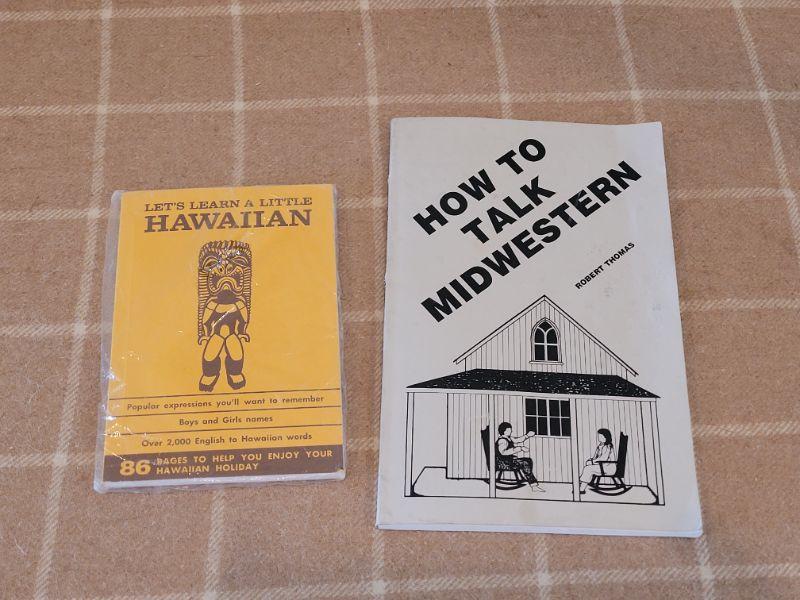 LET'S LEARN A LITTLE
HAWAIIAN
Popular expressions you'll want to remember
Boys and Girls names
Over 2,000 English to Hawaiian words
86 PAGES TO HELP YOU ENJOY YOUR
HAWAIIAN HOLIDAY
HOW TO
TALK
MIDWESTERN
ROBERT THOMAS